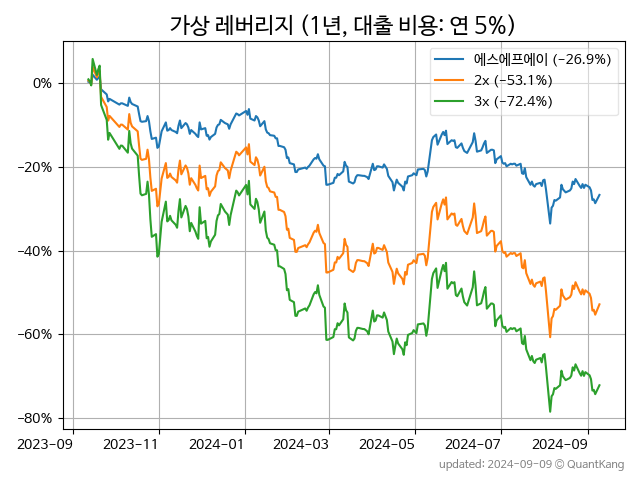 가상 레버리지 (1년, 대출 비용: 연 5%)
에스에프에이 (−26.9%)
2x (−53.1%)
3x (−72.4%)
0%
−20%
−40%
−60%
−80%
2023−09 2023−11 2024−01 2024−03 2024−05 2024−07 2024−09
updated: 2024-09-09 © QuantKang